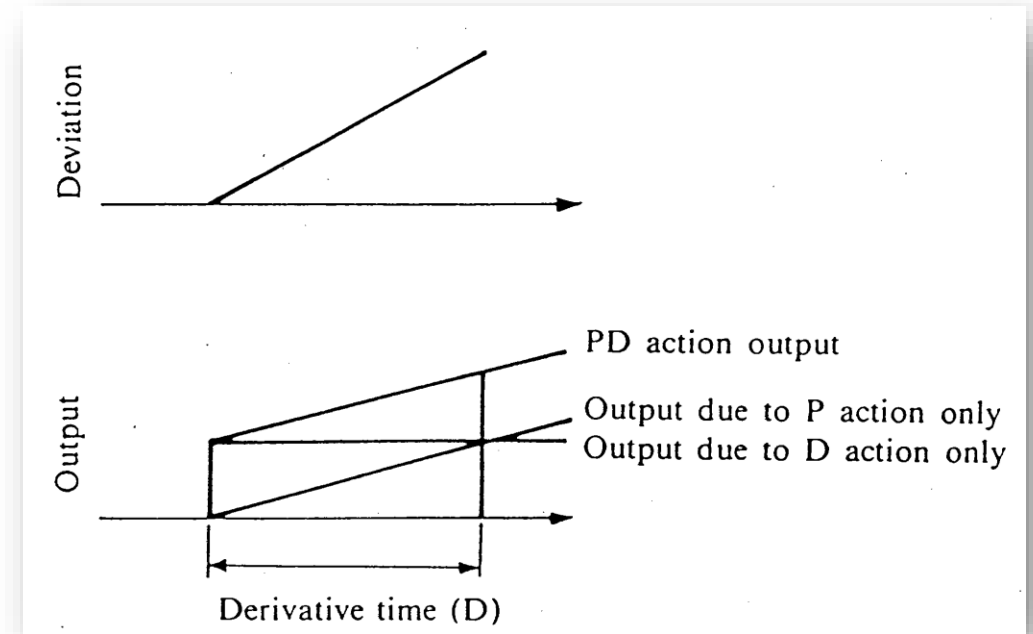 Deviation
PD action output
Output due to P action only
Output due to D action only
Output
Derivative time (D)